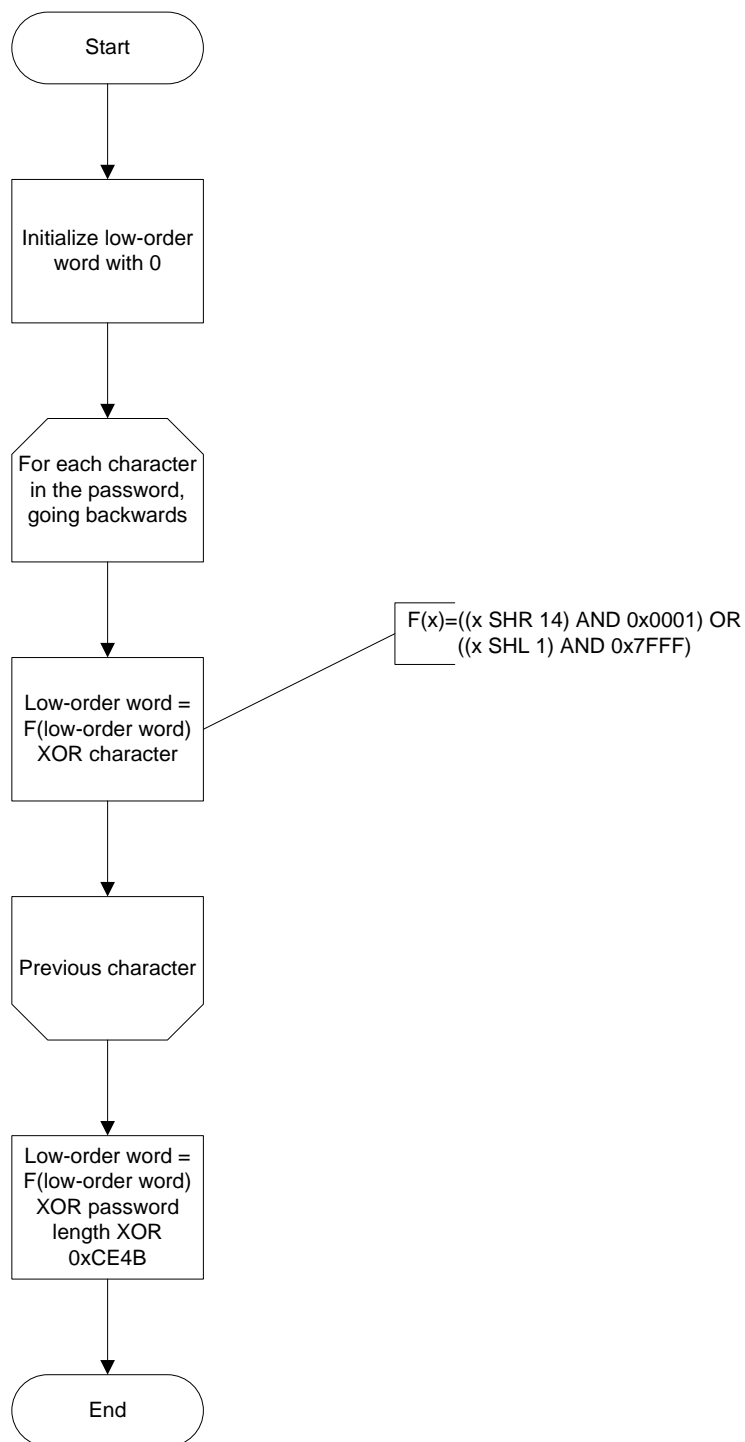 Start
Initialize low-order
word with 0
For each character
in the password,
going backwards
F(x)=((x SHR 14) AND 0x0001) OR
((x SHL 1) AND 0x7FFF)
Low-order word =
F(low-order word)
XOR character
Previous character
Low-order word =
F(low-order word)
XOR password
length XOR
0xCE4B
End